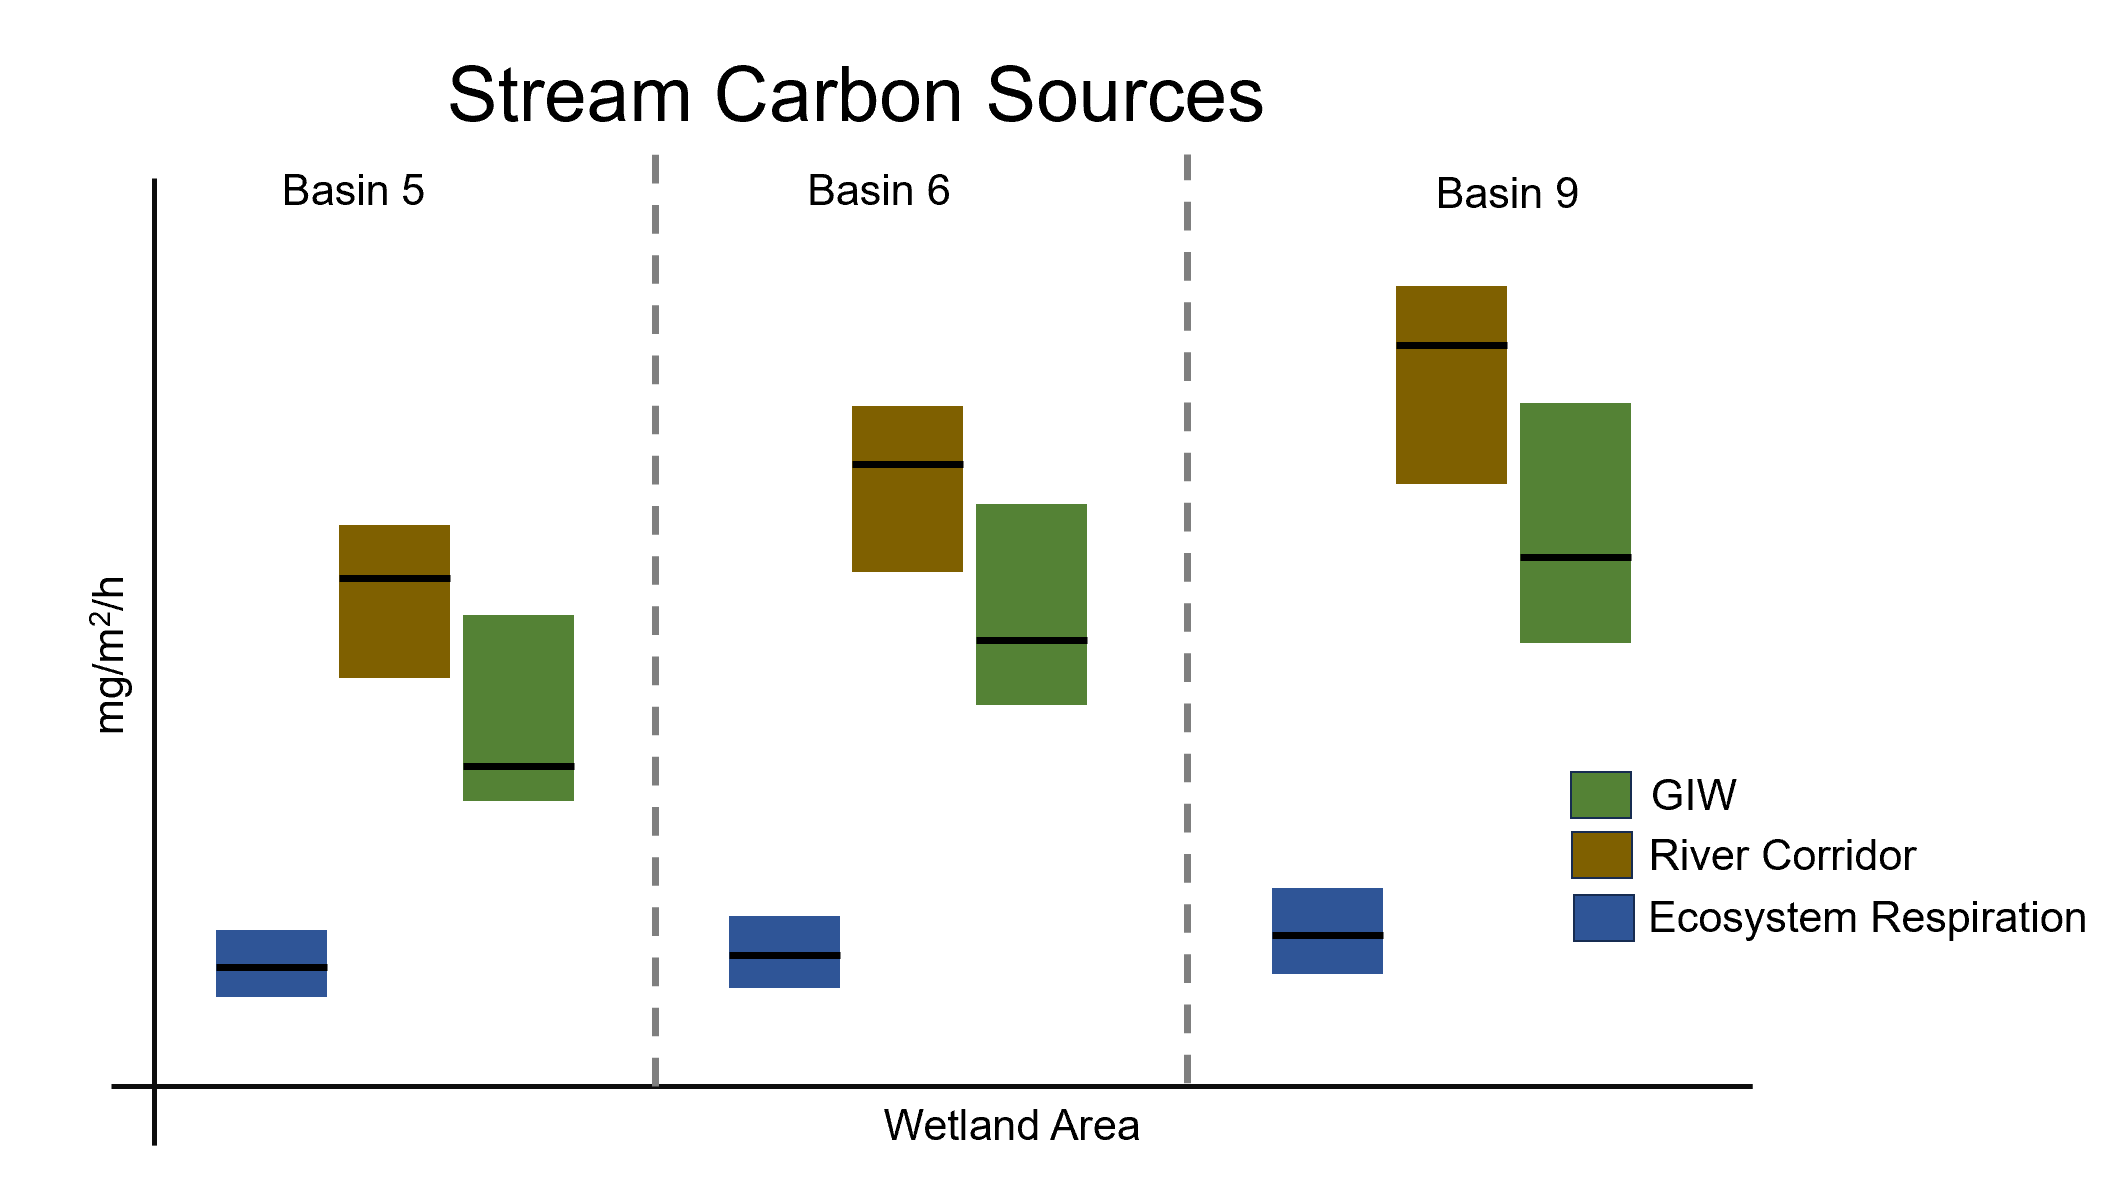 Stream Carbon Sources
Basin 5
Basin 6
Basin 9
mg/m²/h
GIW
River Corridor
Ecosystem Respiration
Wetland Area